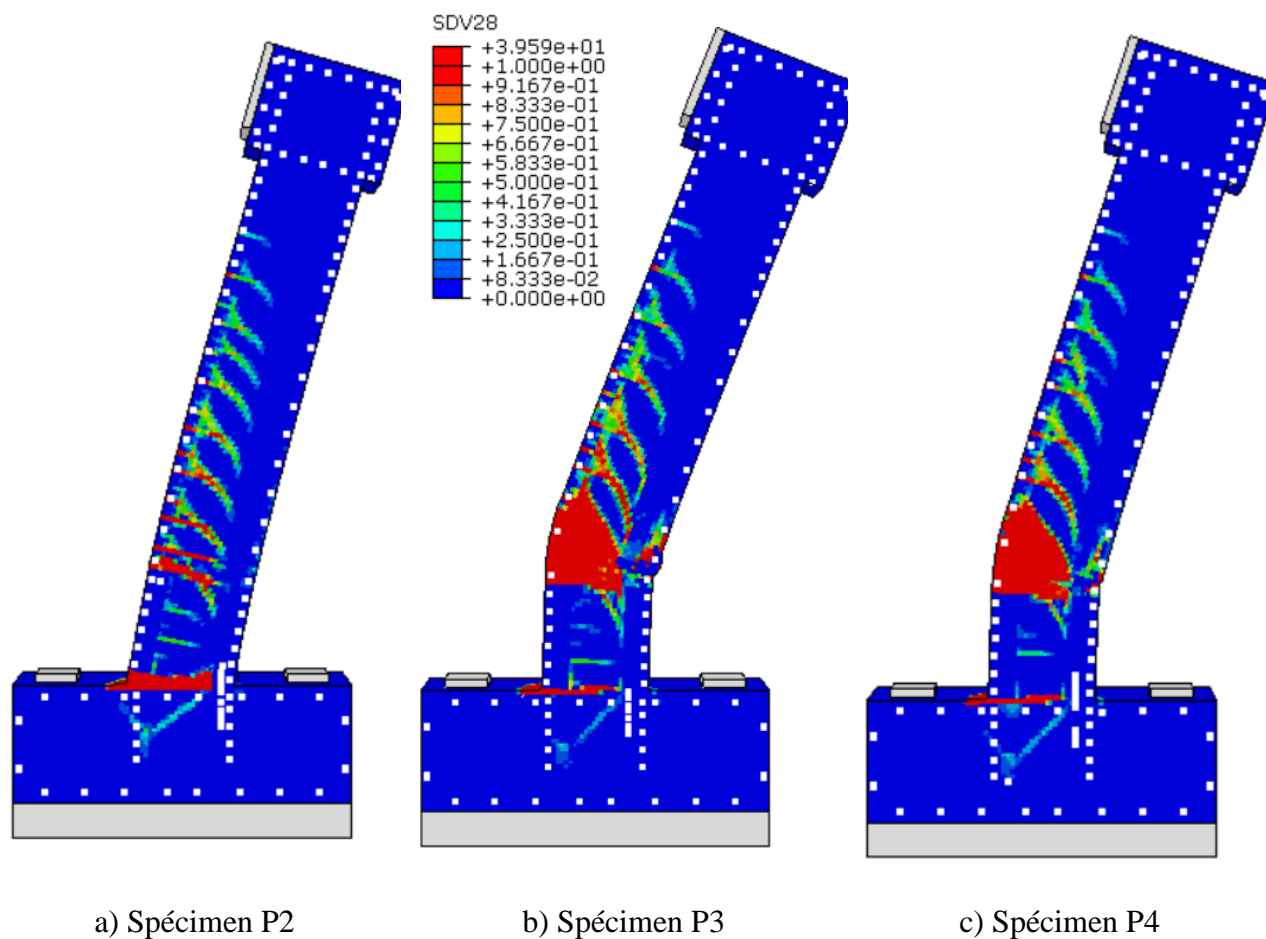 SDV28
+3.959e+01
+1.000e+00
+9.167e-01
+8.333e-01
+7.500e-01
+6.667e-01
+5.833e-01
+5.000e-01
+4.167e-01
+3.333e-01
+2.500e-01
+1.667e-01
+8.333e-02
+0.000e+00
a) Spécimen P2
b) Spécimen P3
c) Spécimen P4